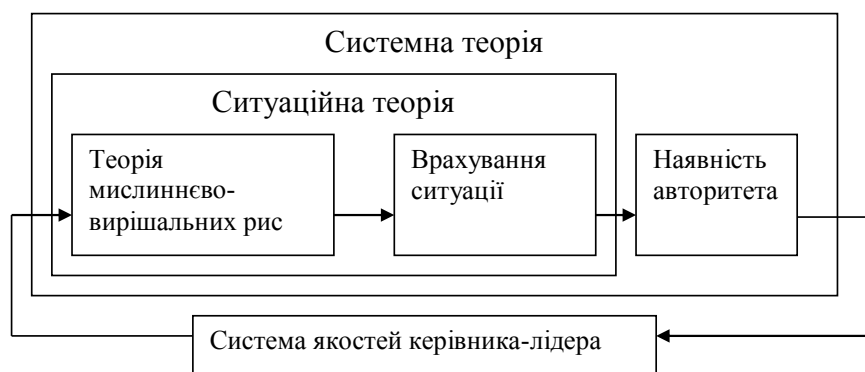 Системна теорія
Ситуаційна теорія
Теорія
мислиннєво-
вирішальних рис
Врахування
ситуації
Наявність
авторитета
Система якостей керівника-лідера